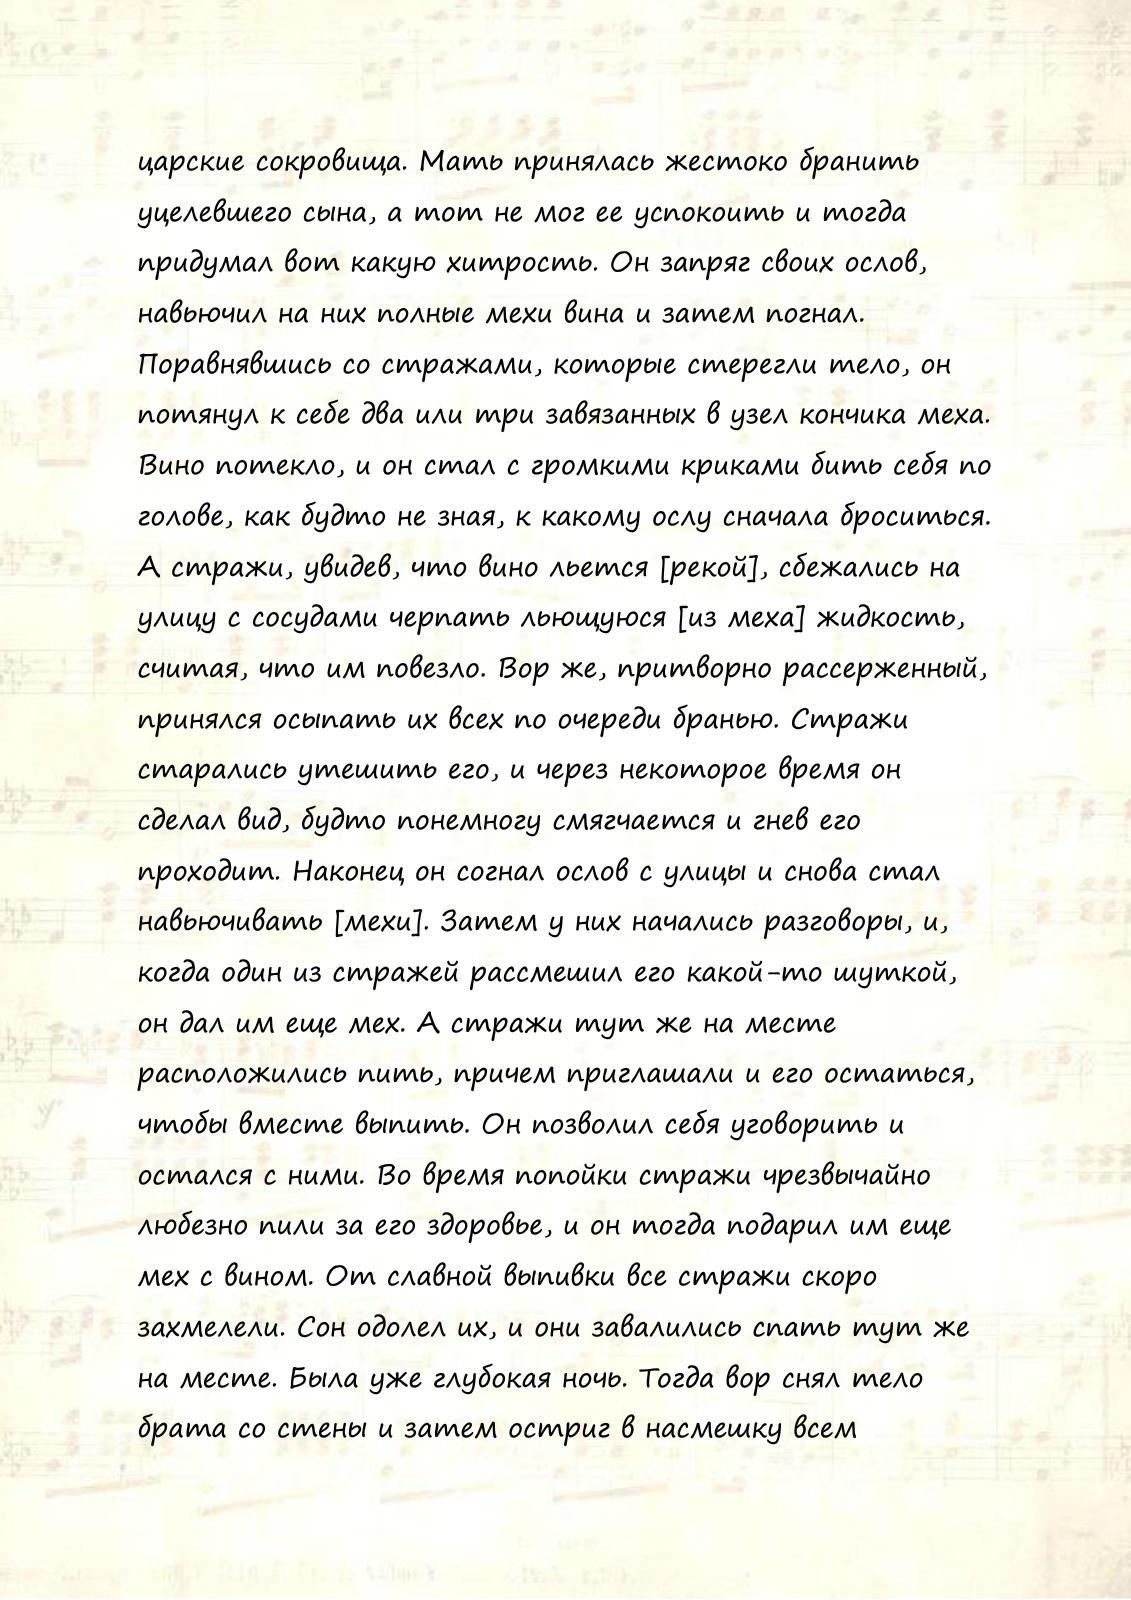 царские сокровища. Мать принялась жестоко бранить
уцелевшего сына, а тот не мог ее успокоить и тогда
придумал вот какую хитрость. Он запряг своих ослов,
навьючил на них полные мехи вина и затем погнал.
Поравнявшись со стражами, которые стерегли тело, он
потянул к себе два или три завязанных в узел кончика меха.
Вино потекло, и он стал с громкими криками бить себя по
голове, как будто не зная, к какому ослу сначала броситься.
А стражи, увидев, что вино льется [рекой], сбежались на
улицу с сосудами черпать льющуюся [из меха] жидкость,
считая, что им повезло. Вор же, притворно рассерженный,
принялся осыпать их всех по очереди бранью. Стражи
старались утешить его, и через некоторое время он
сделал вид, будто понемногу смягчается и гнев его
проходит. Наконец он согнал ослов с улицы и снова стал
навьючивать [мехи]. Затем у них начались разговоры, и,
когда один из стражей рассмешил его какой-то шуткой,
он дал им еще мех. А стражи тут же на месте
расположились пить, причем приглашали и его остаться,
чтобы вместе выпить. Он позволил себя уговорить и
остался с ними. Во время попойки стражи чрезвычайно
любезно пили за его здоровье, и он тогда подарил им еще
мех с вином. От славной выпивки все стражи скоро
захмелели. Сон одолел их, и они завалились спать тут же
на месте. Была уже глубокая ночь. Тогда вор снял тело
брата со стены и затем остриг в насмешку всем